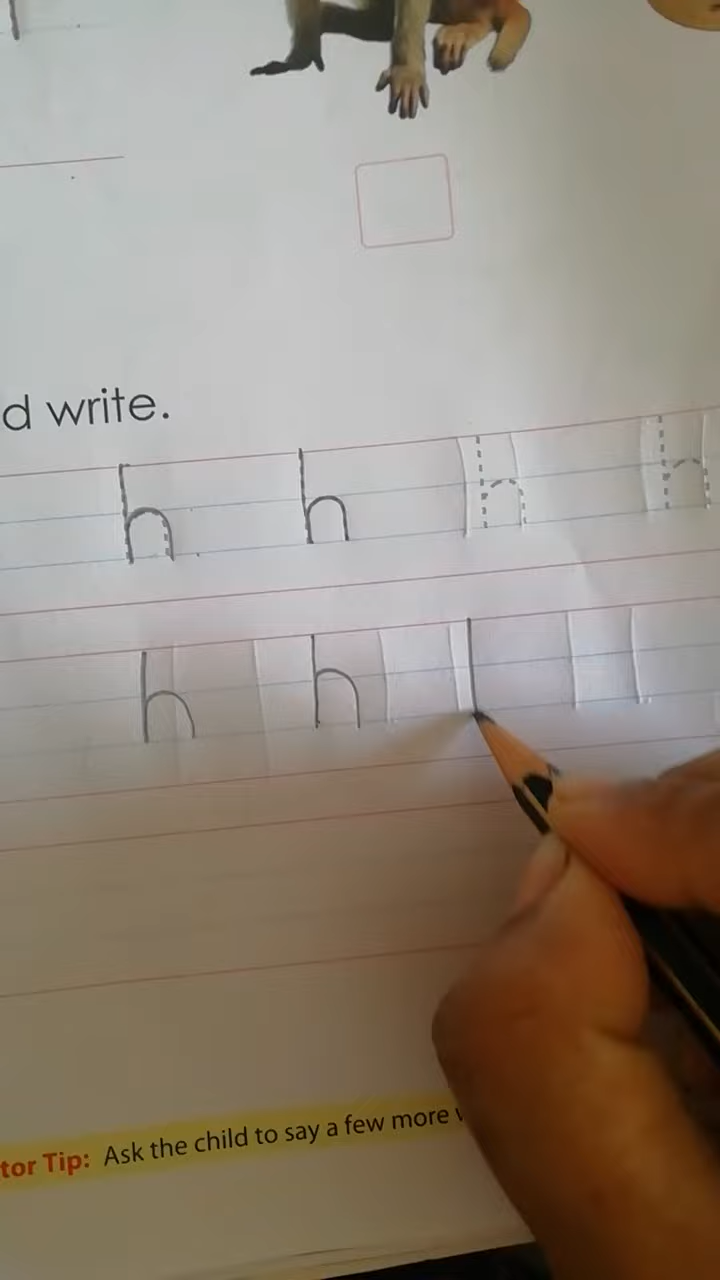 d write.
h h h h
h h l
tor Tip: Ask the child to say a few more